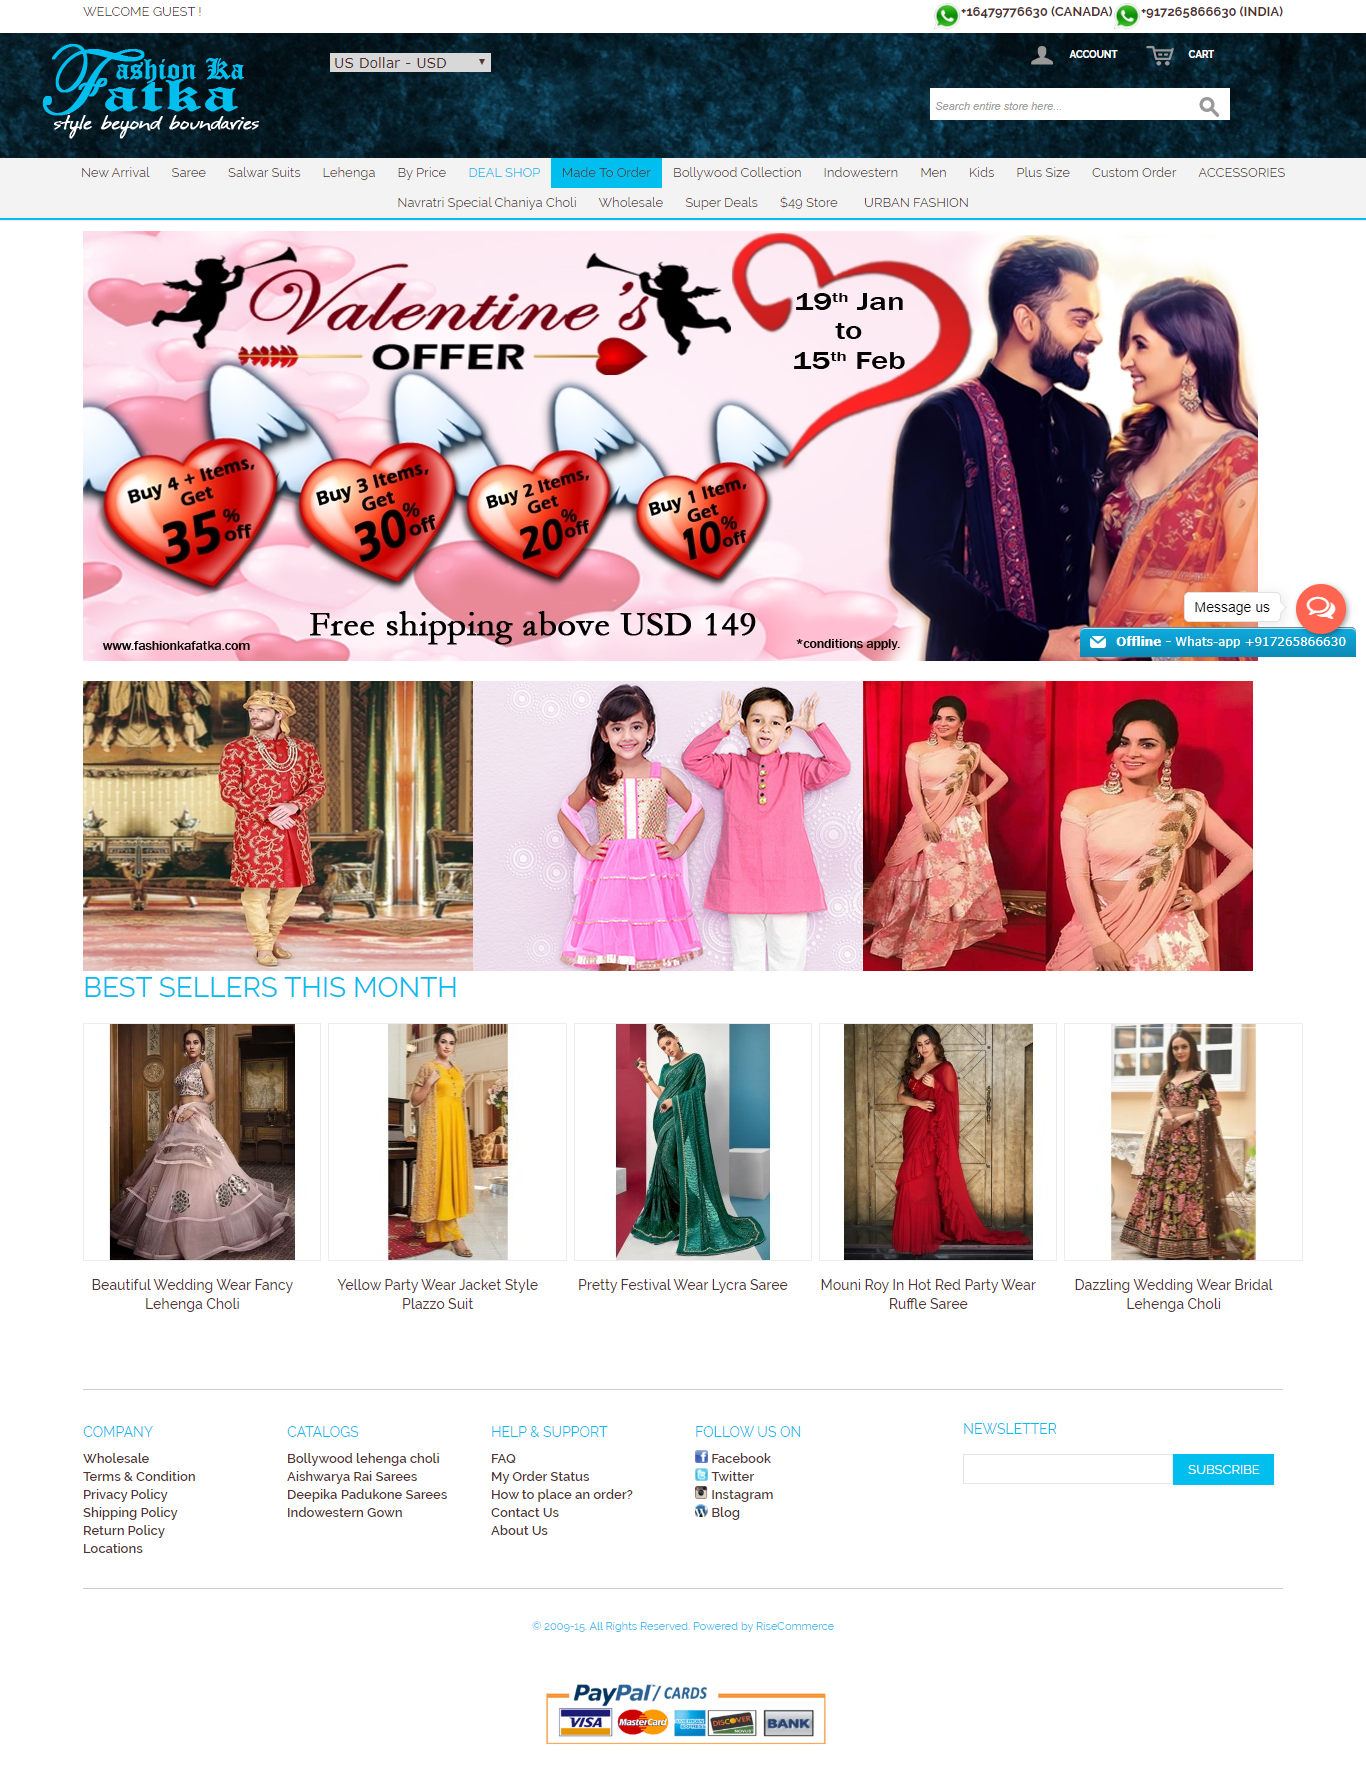 WELCOME GUEST !
+16479776630 (CANADA) +917265866630 (INDIA)
Fashion Ka
Fatka
style beyond boundaries
US Dollar - USD
ACCOUNT
CART
Search entire store here...
New Arrival Saree Salwar Suits Lehenga By Price DEAL SHOP Made To Order Bollywood Collection Indowestern Men Kids Plus Size Custom Order ACCESSORIES
Navratri Special Chaniya Choli Wholesale Super Deals $49 Store URBAN FASHION
Valentine's
OFFER
19th Jan
to
15th Feb
Buy 4 + Items,
Get
35% off
Buy 3 Items,
Get
30% off
Buy 2 Items,
Get
20% off
Buy 1 Item,
Get
10% off
Free shipping above USD 149
www.fashionkafatka.com
*conditions apply.
Message us
Offline - Whats-app +917265866630
BEST SELLERS THIS MONTH
Beautiful Wedding Wear Fancy
Lehenga Choli
Yellow Party Wear Jacket Style
Plazzo Suit
Pretty Festival Wear Lycra Saree
Mouni Roy In Hot Red Party Wear
Ruffle Saree
Dazzling Wedding Wear Bridal
Lehenga Choli
COMPANY
Wholesale
Terms & Condition
Privacy Policy
Shipping Policy
Return Policy
Locations
CATALOGS
Bollywood lehenga choli
Aishwarya Rai Sarees
Deepika Padukone Sarees
Indowestern Gown
HELP & SUPPORT
FAQ
My Order Status
How to place an order?
Contact Us
About Us
FOLLOW US ON
Facebook
Twitter
Instagram
Blog
NEWSLETTER
SUBSCRIBE
© 2009-15. All Rights Reserved. Powered by RiseCommerce
PayPal / CARDS
VISA MasterCard AMERICAN EXPRESS DISCOVER NOVUS BANK